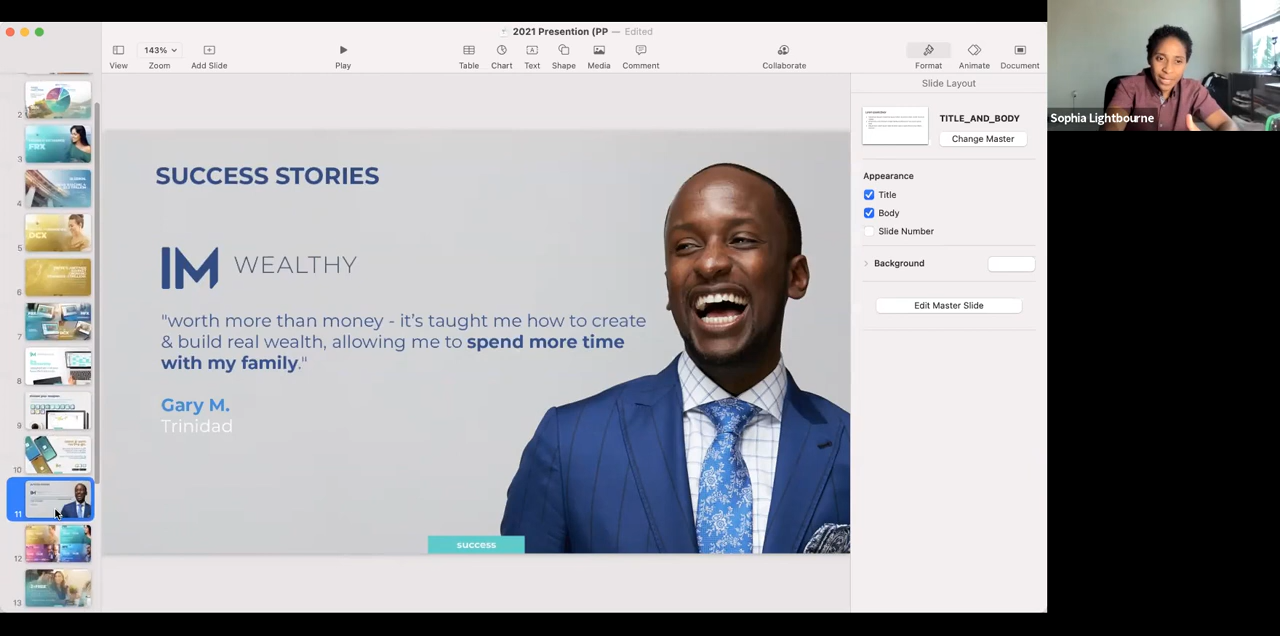 2021 Presention (PP — Edited
View
143%
Zoom
Add Slide
Play
Table
Chart
Text
Shape
Media
Comment
Collaborate
Format
Animate
Document
Slide Layout
TITLE_AND_BODY
Change Master
Appearance
Title
Body
Slide Number
Background
Edit Master Slide
2
3
FRX
4
5
DCX
6
7
8
9
10
11
12
13
SUCCESS STORIES
IM WEALTHY
"worth more than money - it's taught me how to create
& build real wealth, allowing me to spend more time
with my family."
Gary M.
Trinidad
success
Sophia Lightbourne